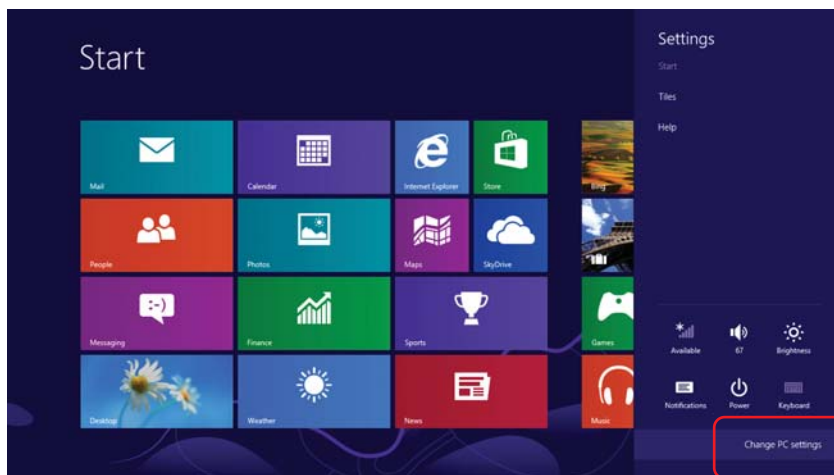 Start
Settings
Start
Tiles
Help
Mail
Calendar
Internet Explorer
Store
Bing
People
Photos
Maps
SkyDrive
Messaging
:-)
Finance
Sports
Games
Desktop
Weather
News
Music
Available
67
Brightness
Notifications
Power
Keyboard
Change PC settings